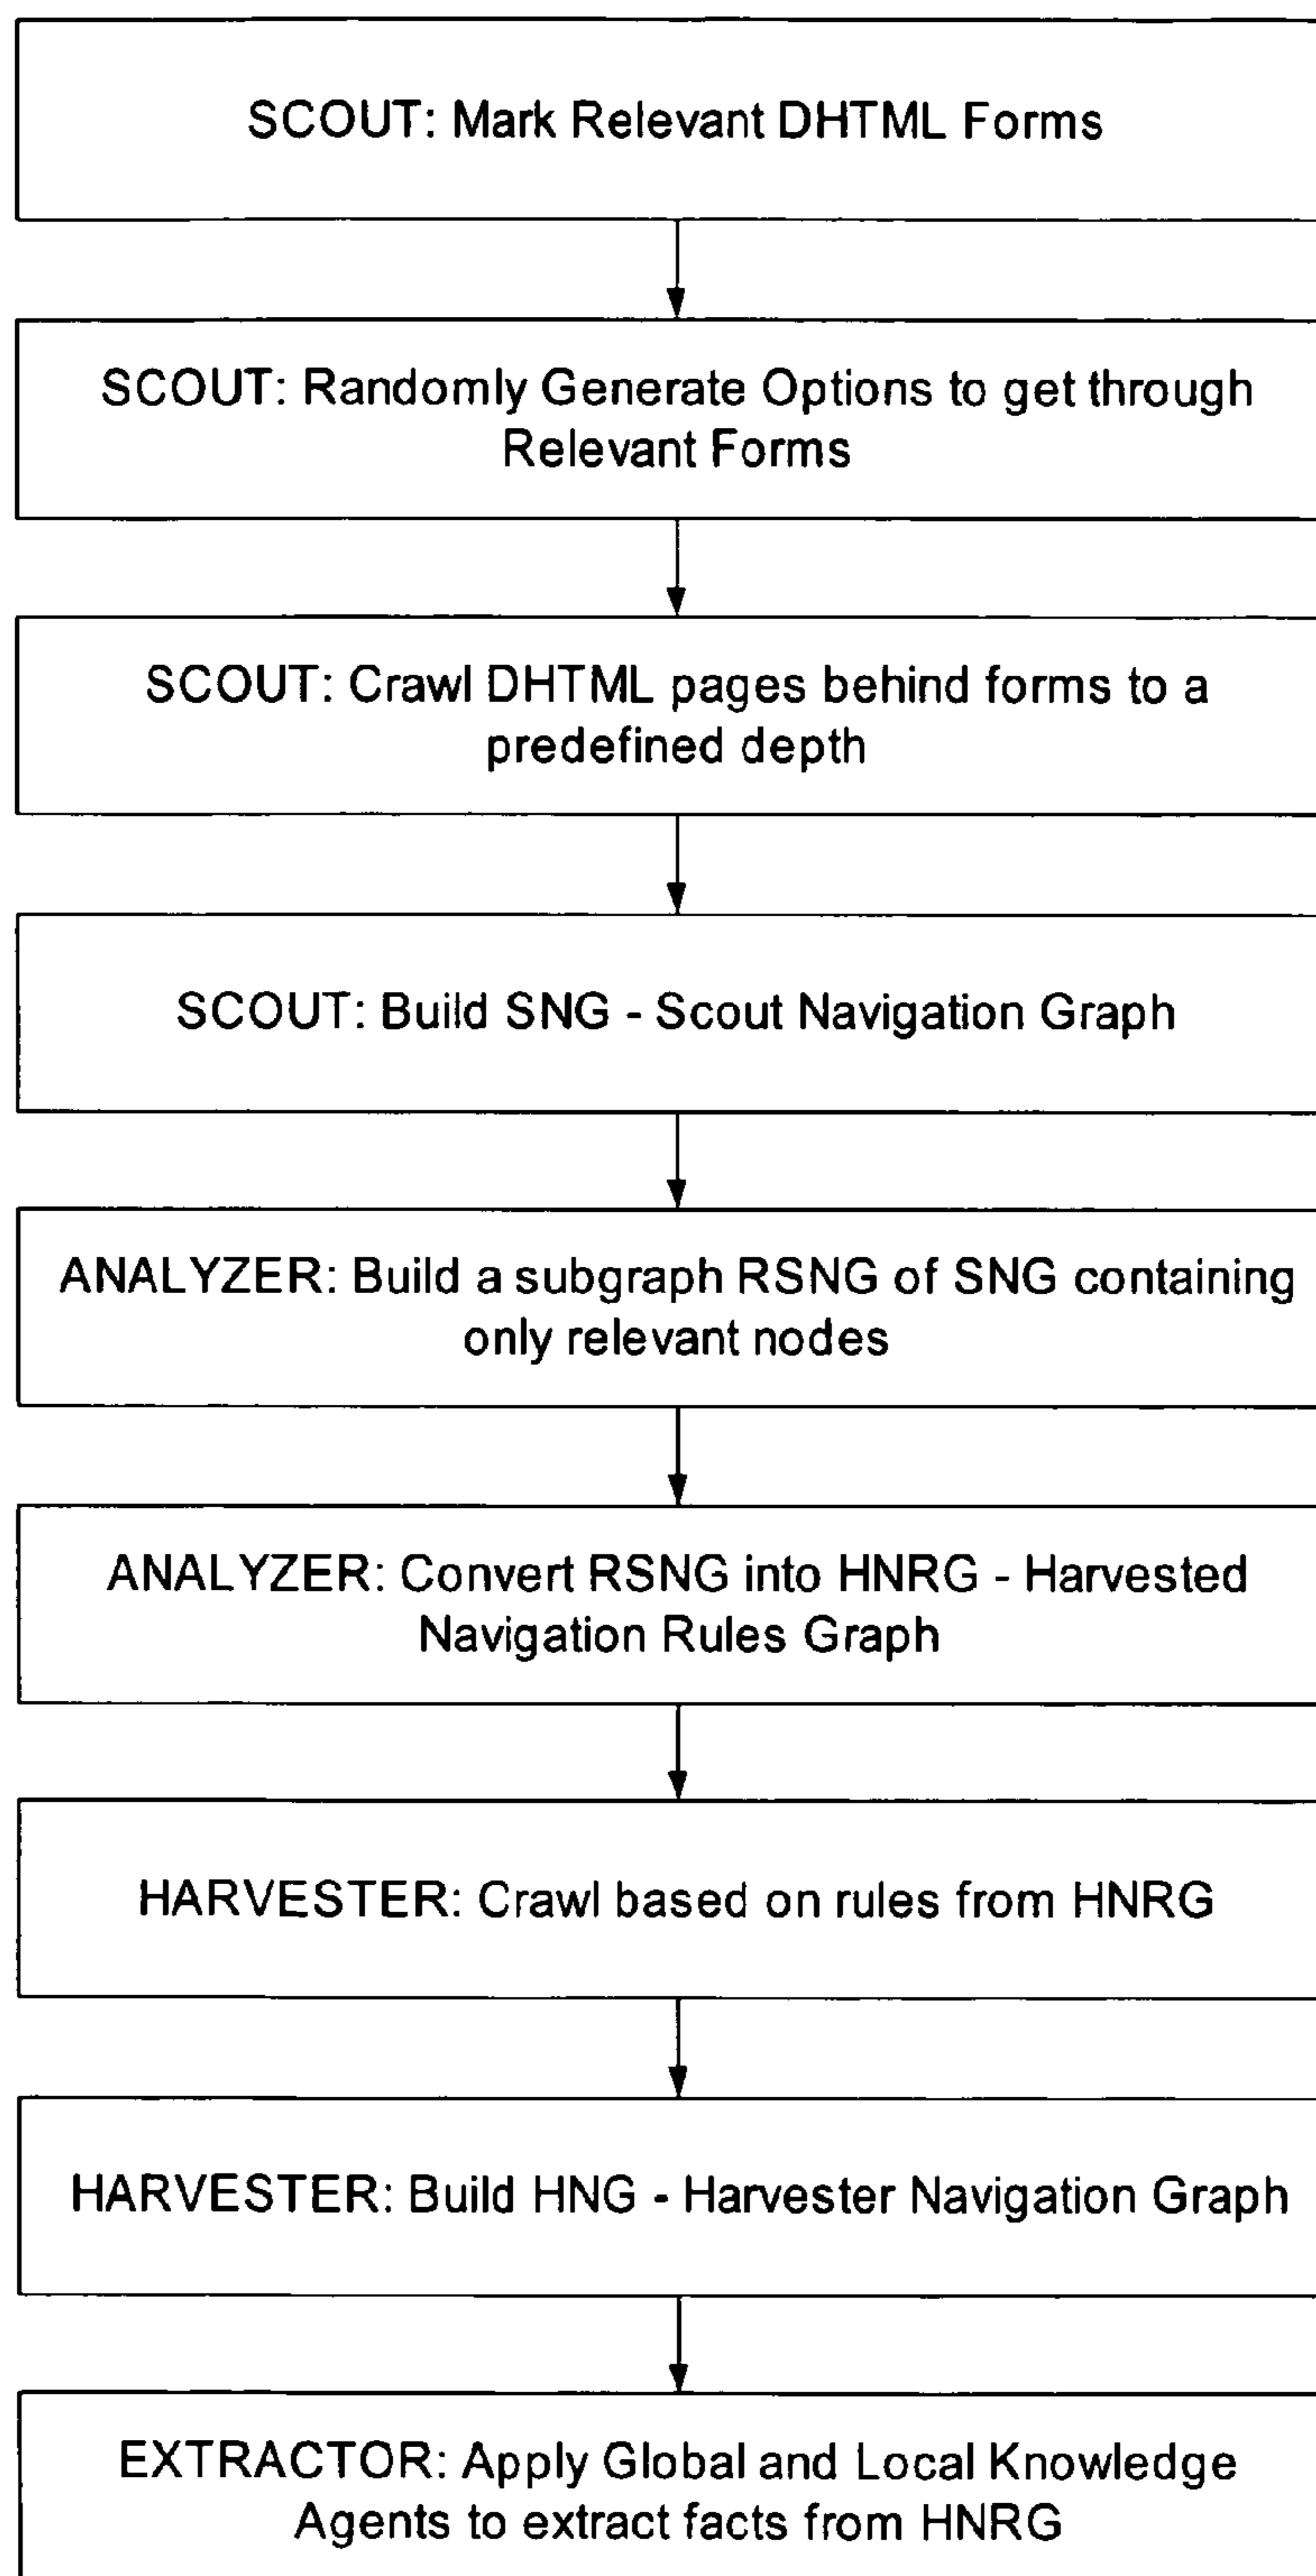 SCOUT: Mark Relevant DHTML Forms
SCOUT: Randomly Generate Options to get through
Relevant Forms
SCOUT: Crawl DHTML pages behind forms to a
predefined depth
SCOUT: Build SNG - Scout Navigation Graph
ANALYZER: Build a subgraph RSNG of SNG containing
only relevant nodes
ANALYZER: Convert RSNG into HNRG - Harvested
Navigation Rules Graph
HARVESTER: Crawl based on rules from HNRG
HARVESTER: Build HNG - Harvester Navigation Graph
EXTRACTOR: Apply Global and Local Knowledge
Agents to extract facts from HNRG